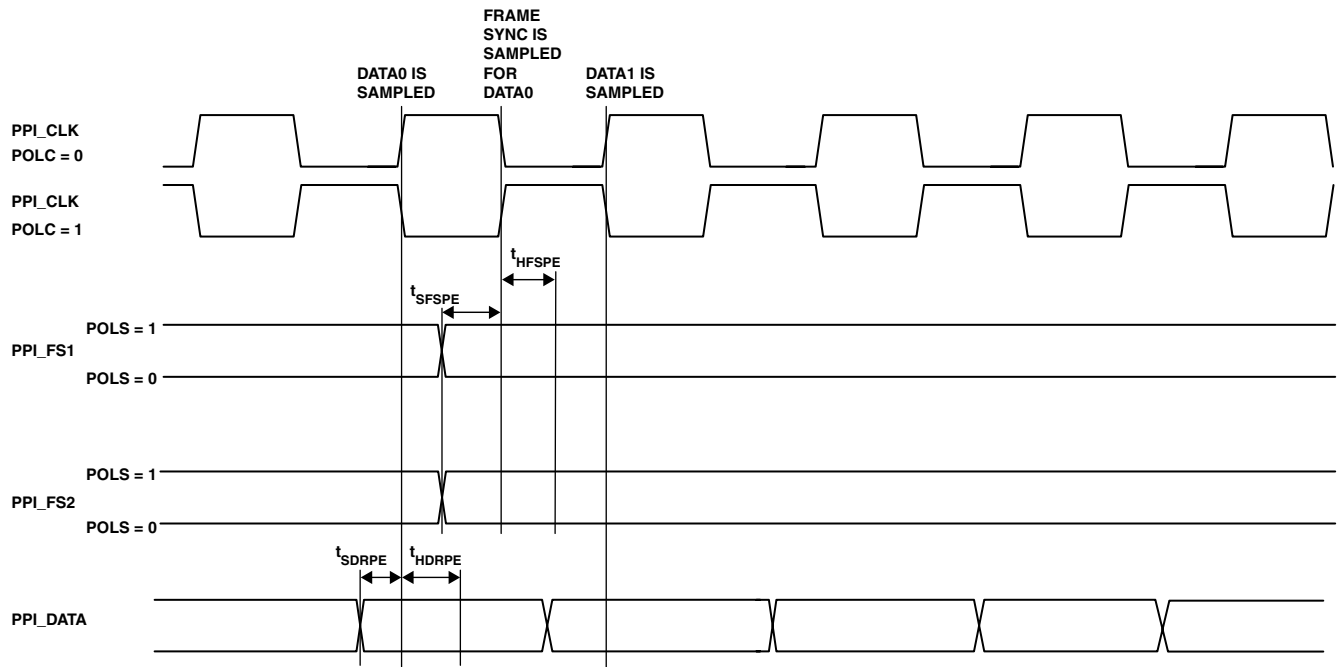 FRAME
SYNC IS
SAMPLED
FOR
DATA0
DATA0 IS
SAMPLED
DATA1 IS
SAMPLED
PPI_CLK
POLC = 0
PPI_CLK
POLC = 1
tHFSPE
tSFSPE
POLS = 1
PPI_FS1
POLS = 0
POLS = 1
PPI_FS2
POLS = 0
tSDRPE
tHDRPE
PPI_DATA